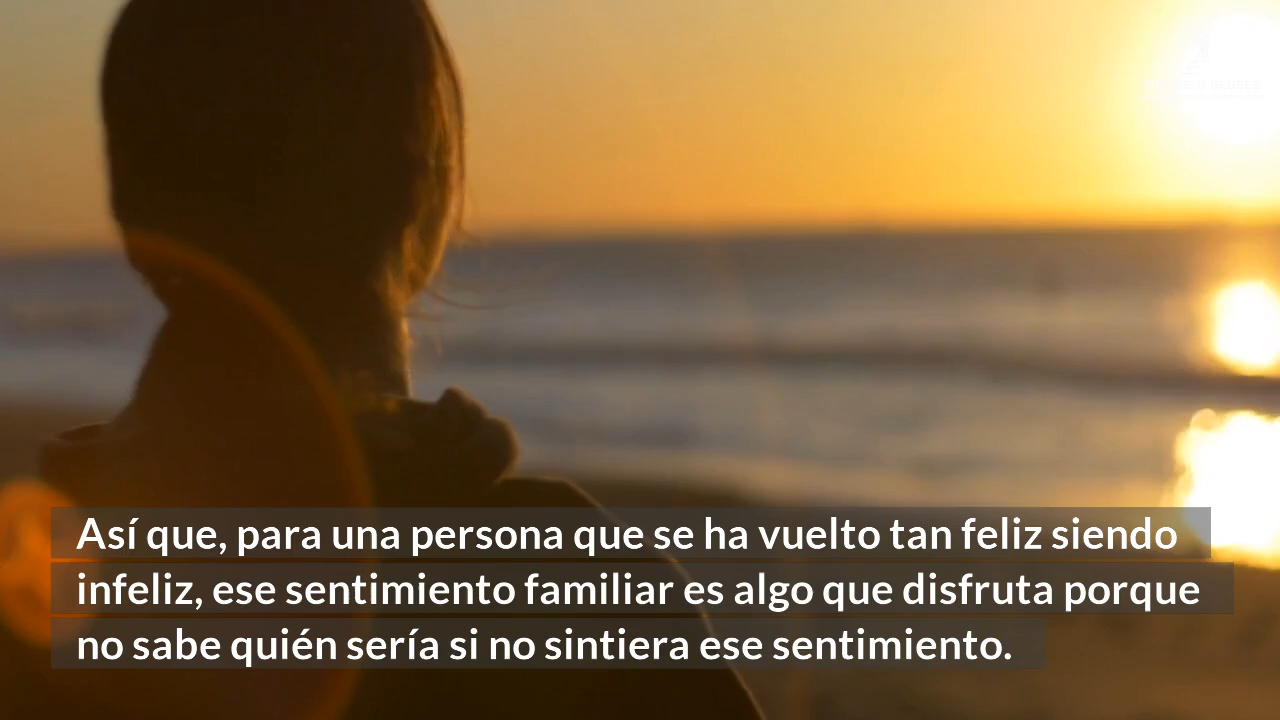 Así que, para una persona que se ha vuelto tan feliz siendo
infeliz, ese sentimiento familiar es algo que disfruta porque
no sabe quién sería si no sintiera ese sentimiento.